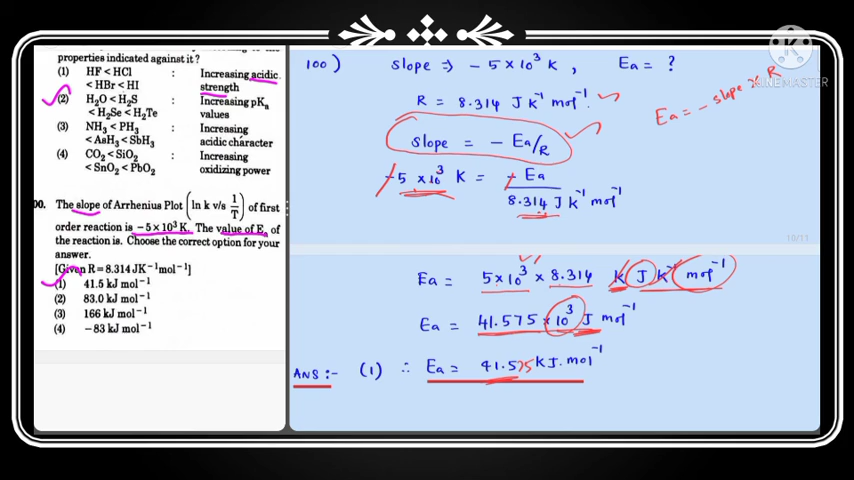 properties indicated against it?
(1) HF < HCl : Increasing acidic
< HBr < HI strength
(2) H₂O < H₂S : Increasing pKₐ
< H₂Se < H₂Te values
(3) NH₃ < PH₃ : Increasing
< AsH₃ < SbH₃ acidic character
(4) CO₂ < SiO₂ : Increasing
< SnO₂ < PbO₂ oxidizing power
00. The slope of Arrhenius Plot (ln k v/s 1/T) of first
order reaction is – 5 × 10³ K. The value of Eₐ of
the reaction is. Choose the correct option for your
answer.
[Given R = 8.314 JK⁻¹mol⁻¹]
(1) 41.5 kJ mol⁻¹
(2) 83.0 kJ mol⁻¹
(3) 166 kJ mol⁻¹
(4) – 83 kJ mol⁻¹
100) slope ⇒ - 5 × 10³ K , Ea = ?
R = 8.314 J K⁻¹ mol⁻¹.
Ea = - slope × R
slope = - Ea/R
- 5 × 10³ K = - Ea / 8.314 J K⁻¹ mol⁻¹
10/11
Ea = 5×10³ × 8.314 K J K⁻¹ mol⁻¹
Ea = 41.575 × 10³ J mol⁻¹
ANS :- (1) ∴ Ea = 41.575 KJ. mol⁻¹
KINEMASTER